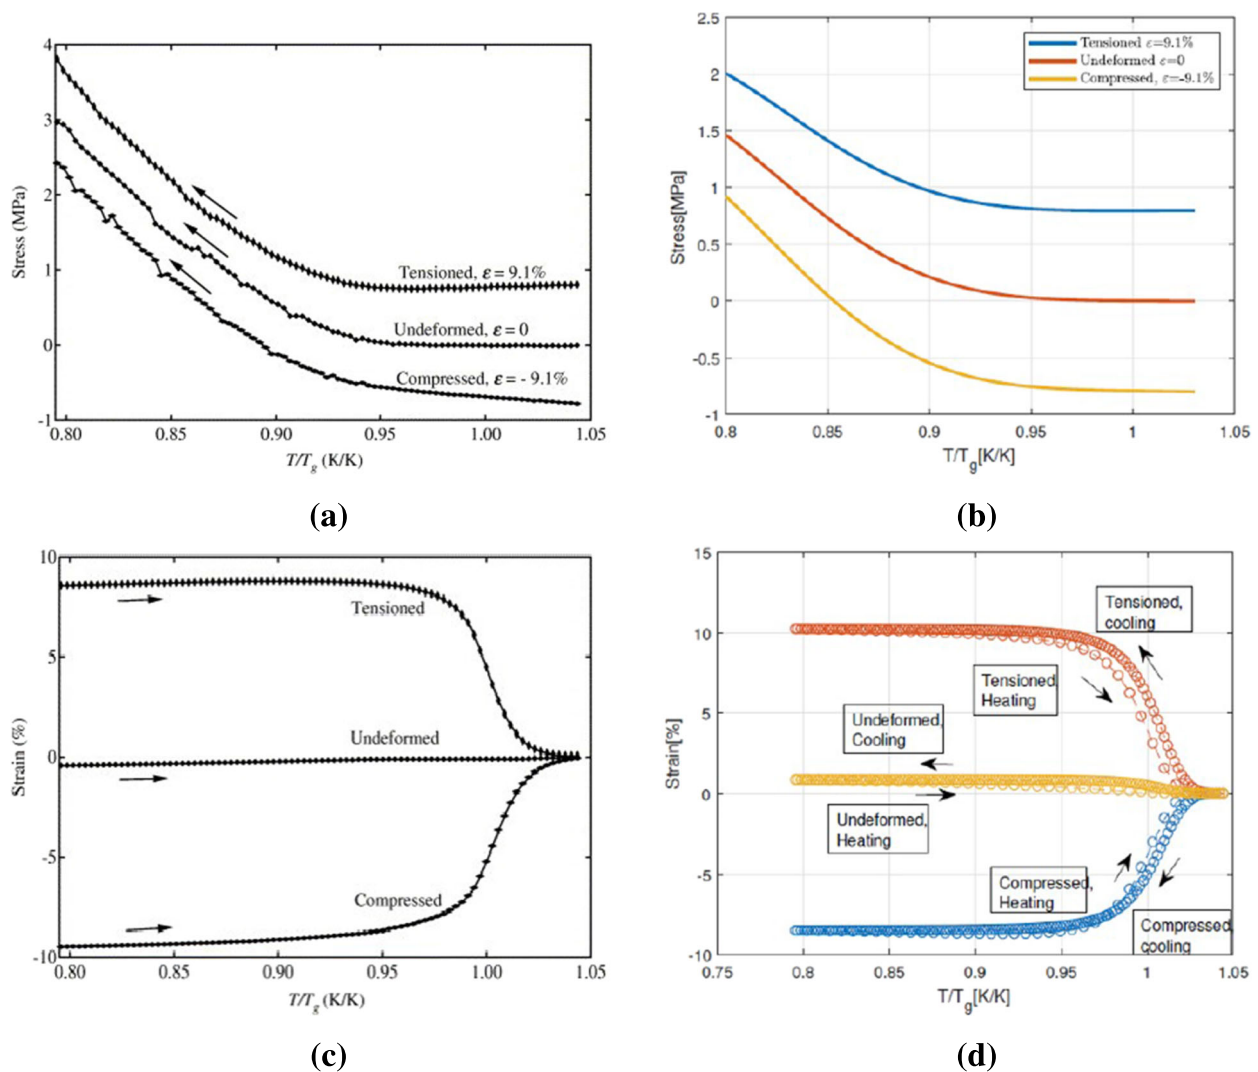 4
3
2
1
0
-1
Stress (MPa)
Tensioned, ε = 9.1%
Undeformed, ε = 0
Compressed, ε = - 9.1%
0.80 0.85 0.90 0.95 1.00 1.05
T/Tg (K/K)
(a)
2.5
2
1.5
1
0.5
0
-0.5
-1
Stress[MPa]
Tensioned ε=9.1%
Undeformed ε=0
Compressed, ε=-9.1%
0.8 0.85 0.9 0.95 1 1.05
T/Tg[K/K]
(b)
10
5
0
-5
-10
Strain (%)
Tensioned
Undeformed
Compressed
0.80 0.85 0.90 0.95 1.00 1.05
T/Tg (K/K)
(c)
15
10
5
0
-5
-10
Strain[%]
Tensioned,
cooling
Tensioned,
Heating
Undeformed,
Cooling
Undeformed,
Heating
Compressed,
Heating
Compressed,
cooling
0.75 0.8 0.85 0.9 0.95 1 1.05
T/Tg[K/K]
(d)